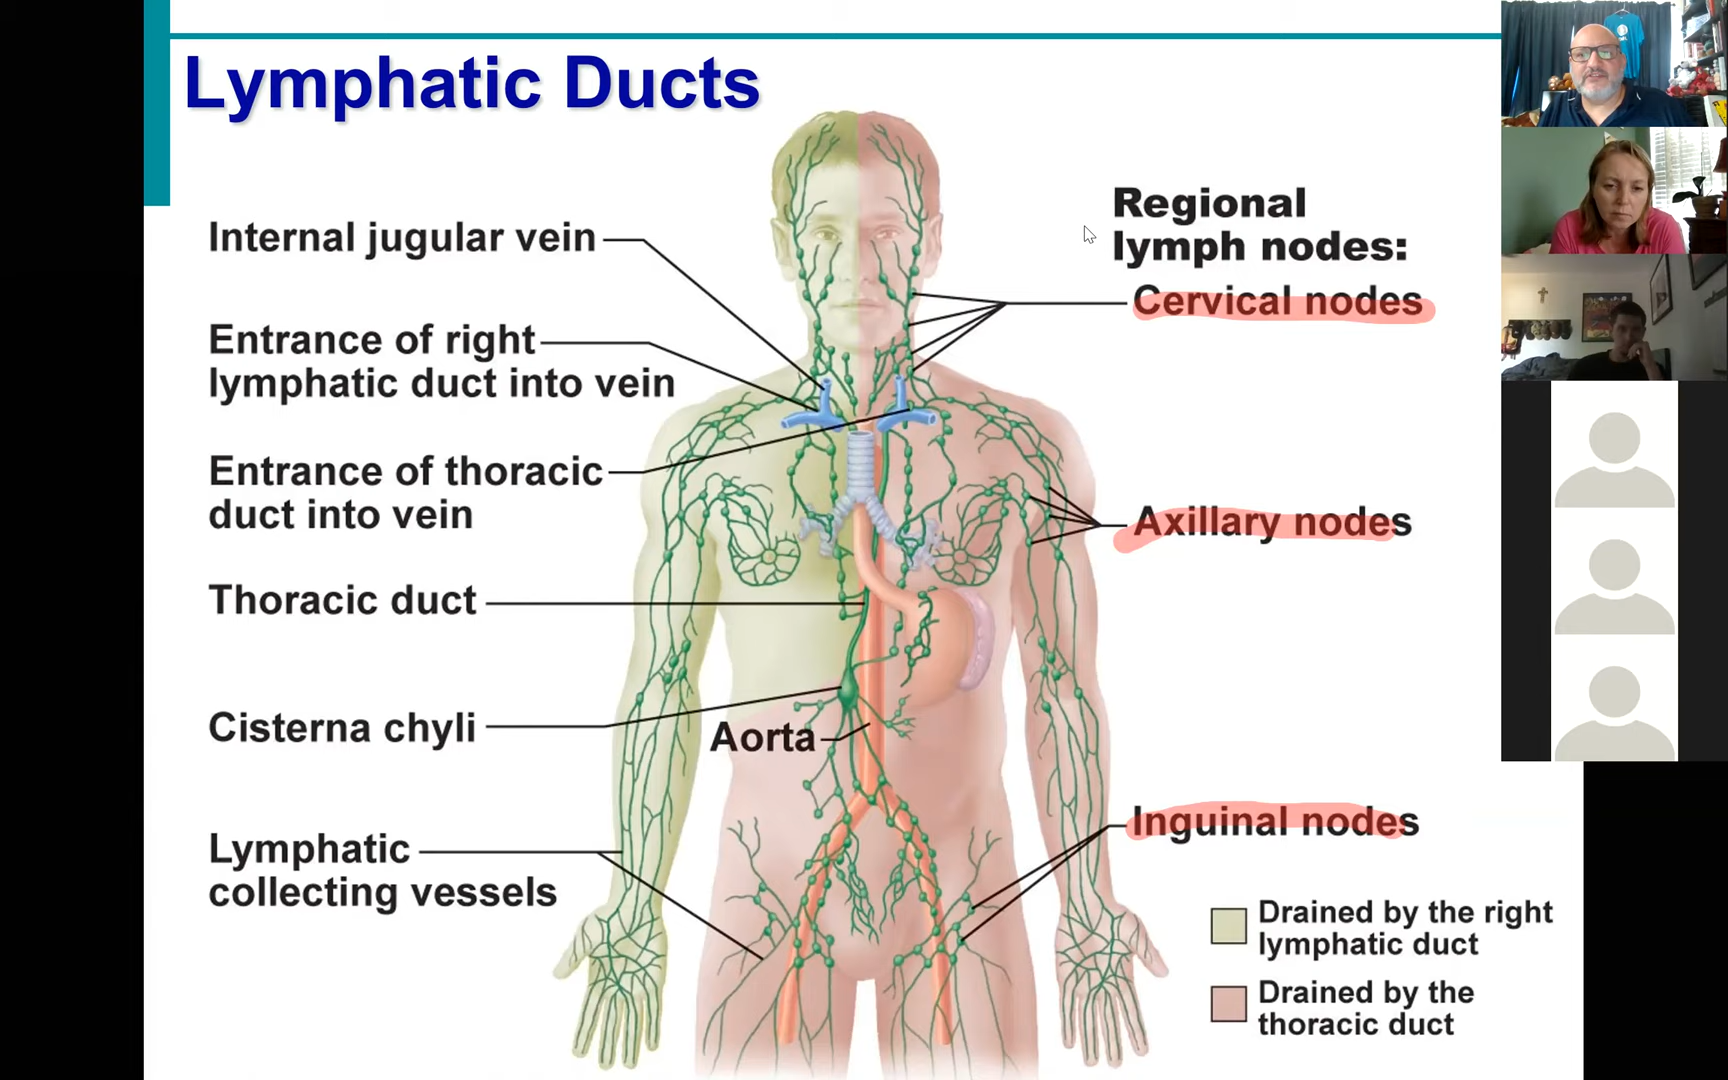 Lymphatic Ducts
Internal jugular vein
Entrance of right
lymphatic duct into vein
Entrance of thoracic
duct into vein
Thoracic duct
Cisterna chyli
Aorta
Lymphatic
collecting vessels
Regional
lymph nodes:
Cervical nodes
Axillary nodes
Inguinal nodes
Drained by the right
lymphatic duct
Drained by the
thoracic duct